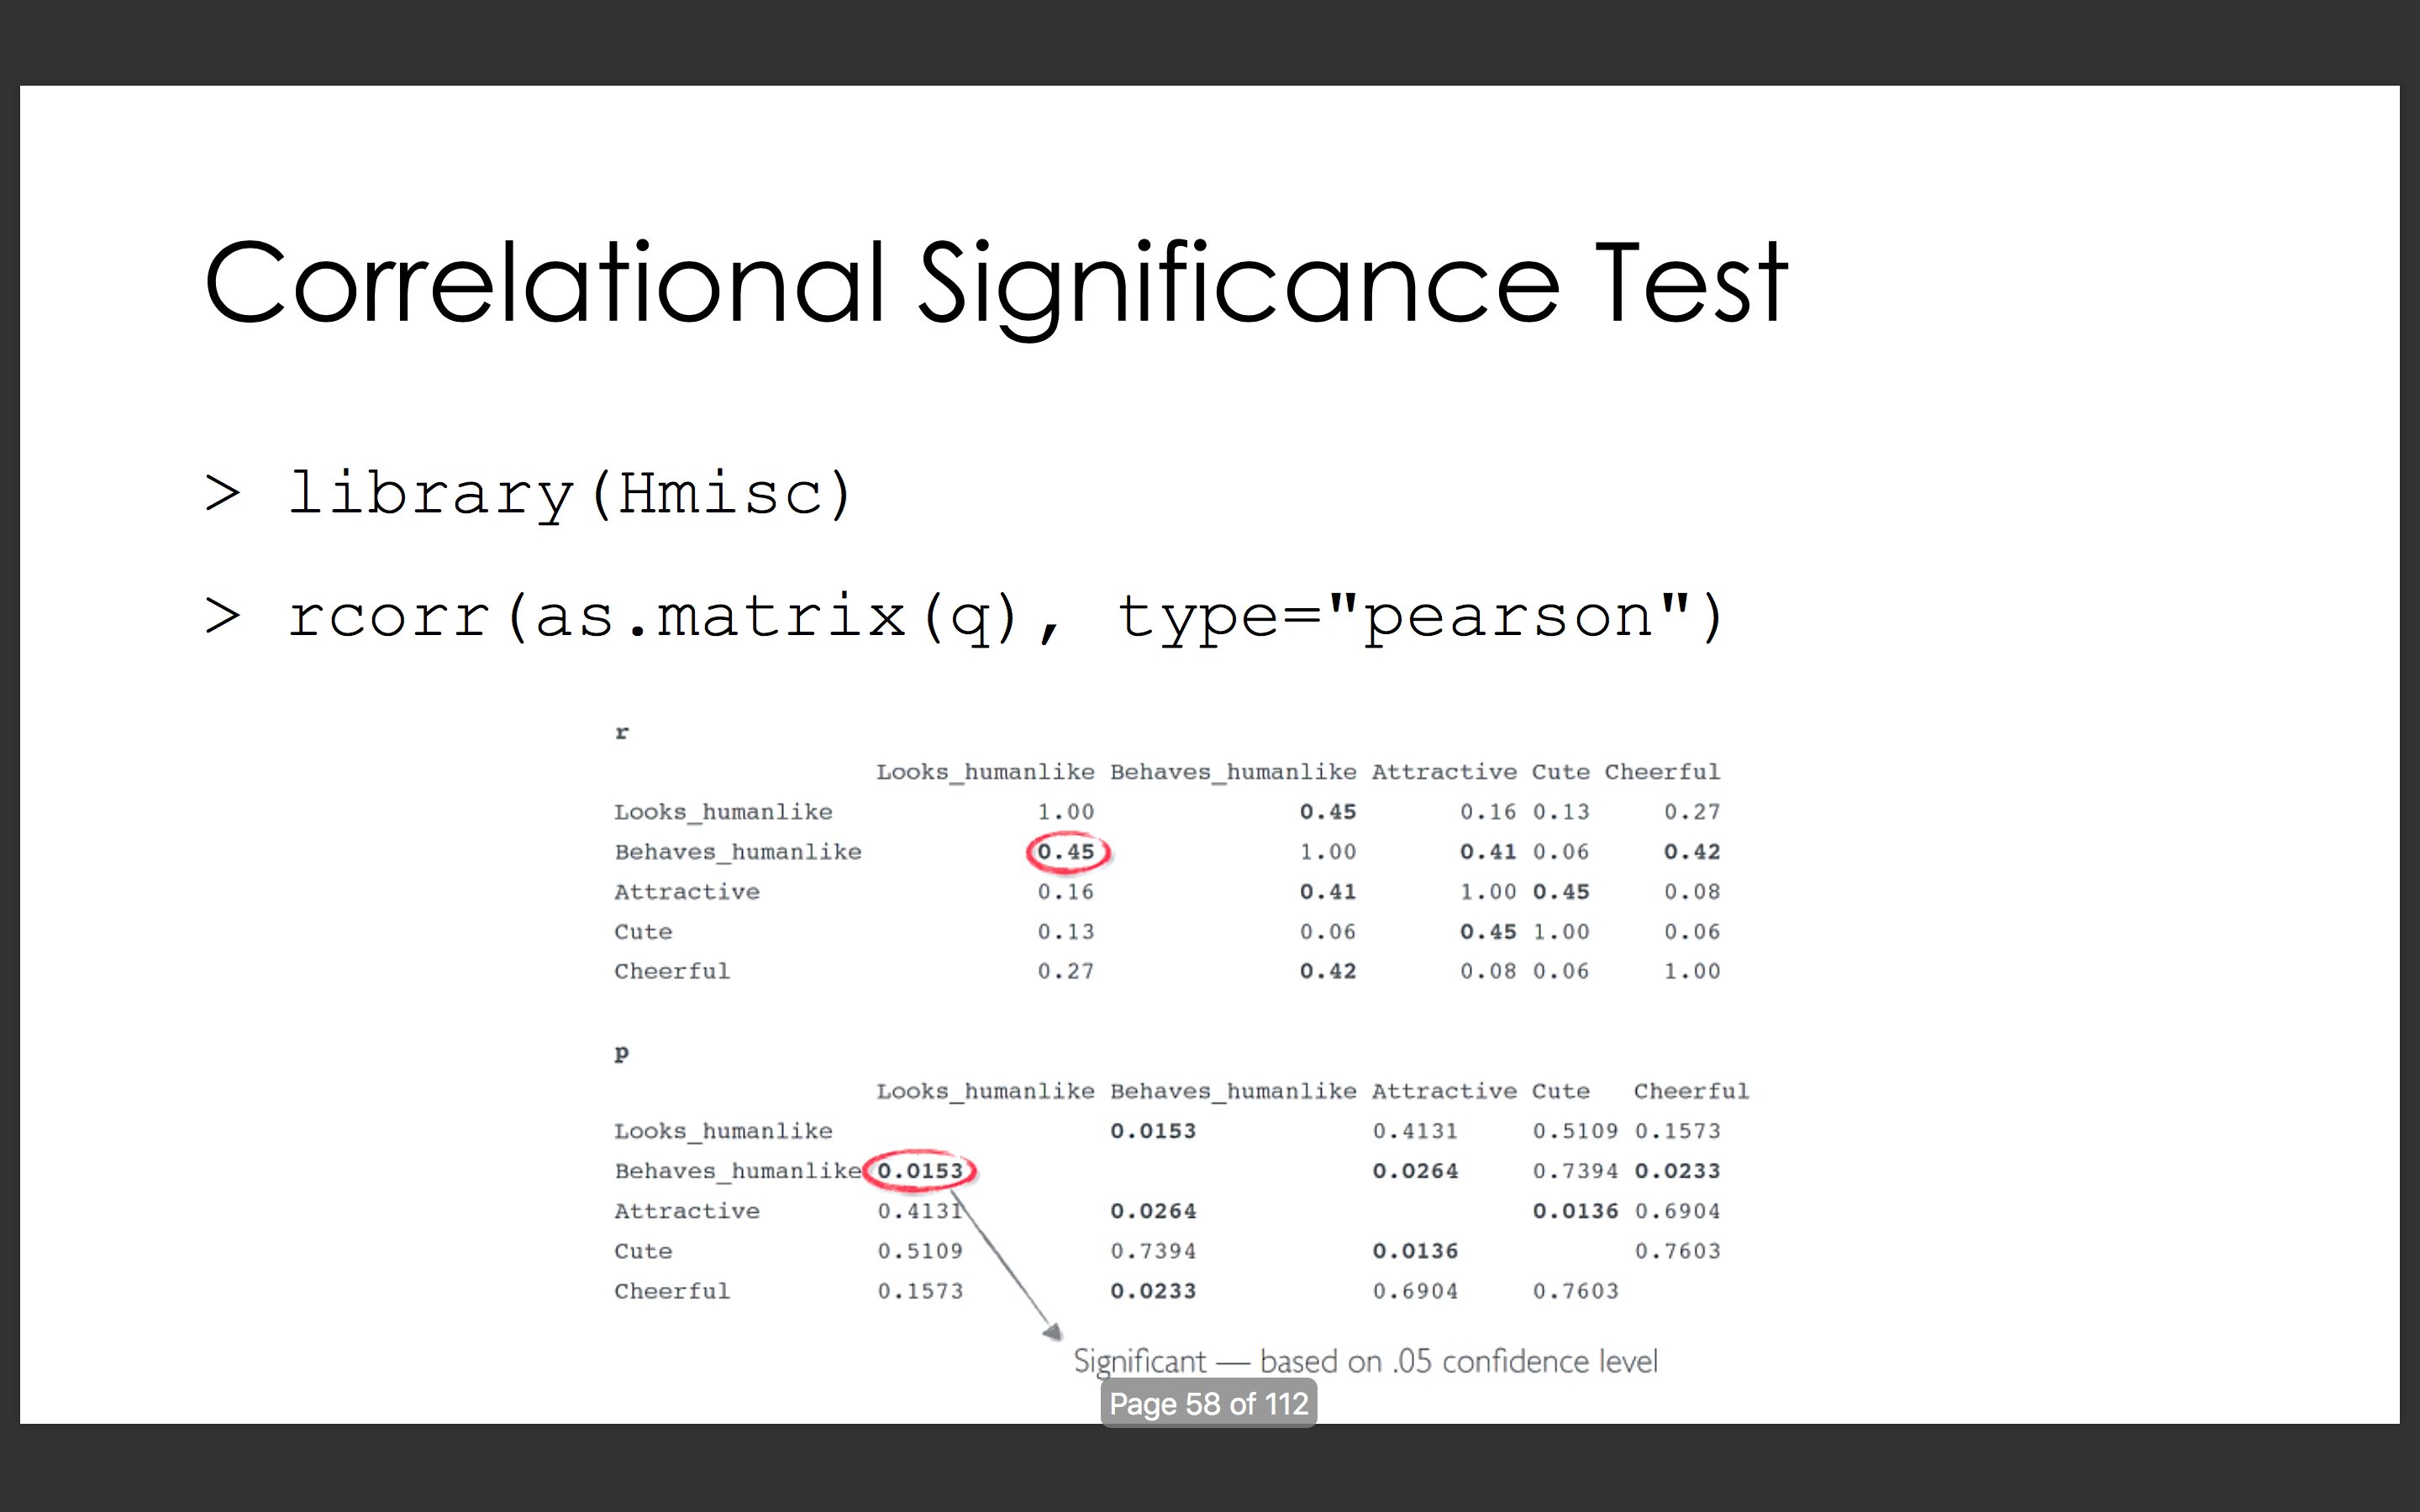 Correlational Significance Test
> library(Hmisc)
> rcorr(as.matrix(q), type="pearson")
r
Looks_humanlike Behaves_humanlike Attractive Cute Cheerful
Looks_humanlike 1.00 0.45 0.16 0.13 0.27
Behaves_humanlike 0.45 1.00 0.41 0.06 0.42
Attractive 0.16 0.41 1.00 0.45 0.08
Cute 0.13 0.06 0.45 1.00 0.06
Cheerful 0.27 0.42 0.08 0.06 1.00
p
Looks_humanlike Behaves_humanlike Attractive Cute Cheerful
Looks_humanlike 0.0153 0.4131 0.5109 0.1573
Behaves_humanlike 0.0153 0.0264 0.7394 0.0233
Attractive 0.4131 0.0264 0.0136 0.6904
Cute 0.5109 0.7394 0.0136 0.7603
Cheerful 0.1573 0.0233 0.6904 0.7603
Significant — based on .05 confidence level
Page 58 of 112